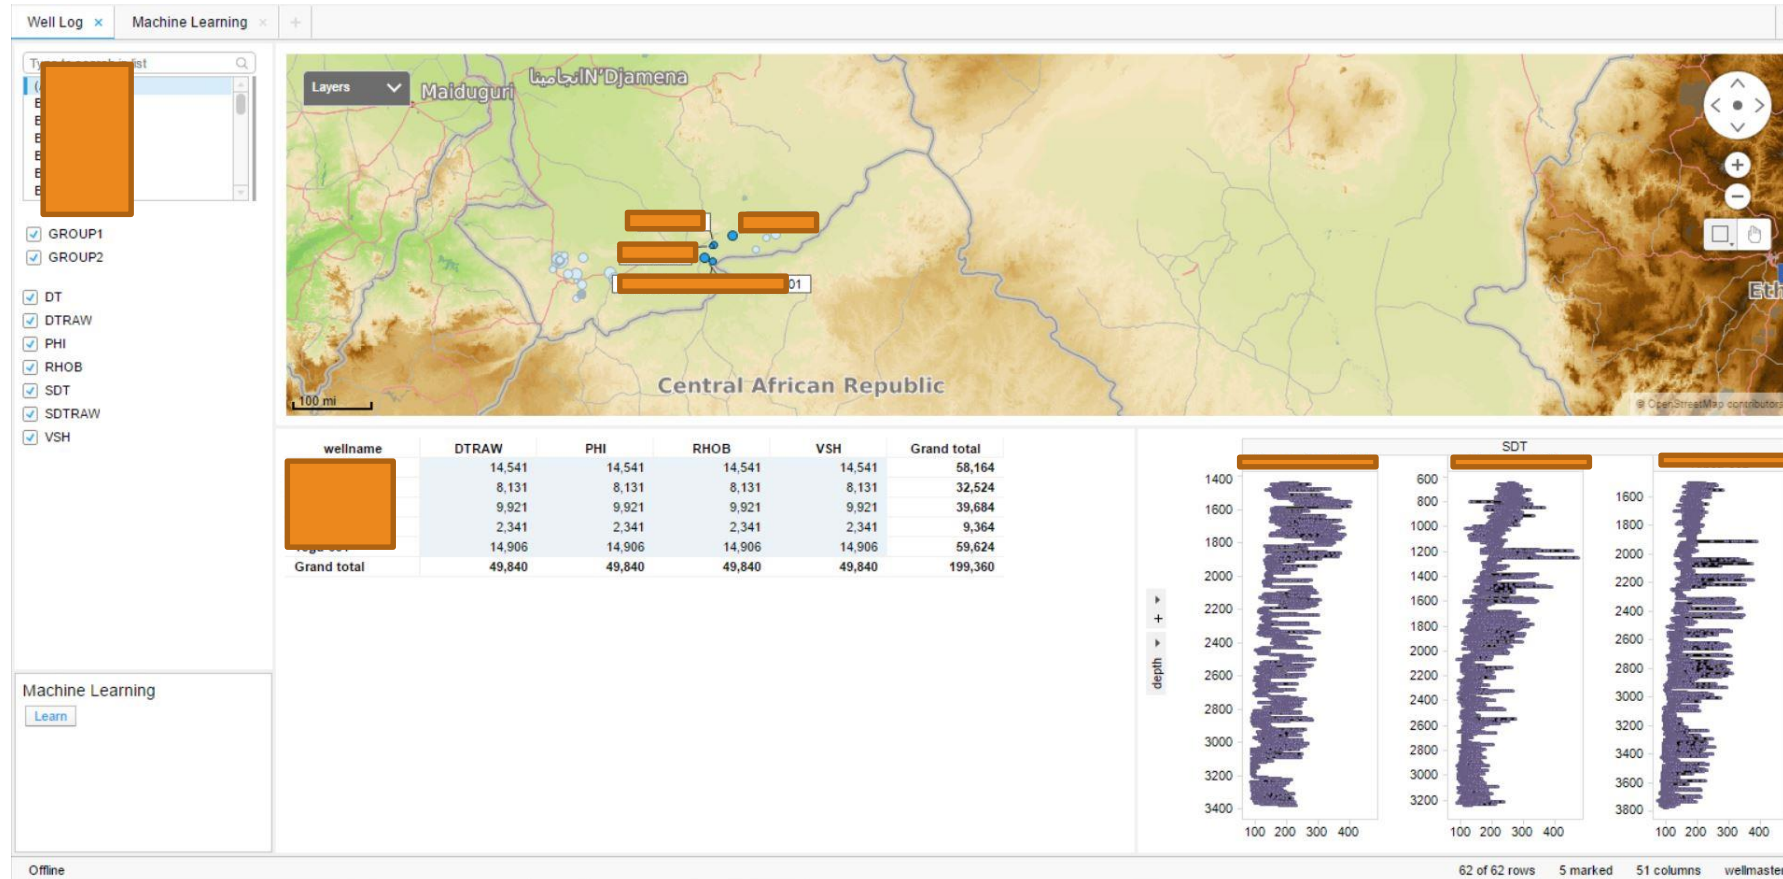 Well Log × Machine Learning × +
GROUP1
GROUP2
DT
DTRAW
PHI
RHOB
SDT
SDTRAW
VSH
Machine Learning
Learn
Layers
Maiduguri
انجامينا N'Djamena
Central African Republic
Eth
100 mi
© OpenStreetMap contributors
01
wellname DTRAW PHI RHOB VSH Grand total
14,541 14,541 14,541 14,541 58,164
8,131 8,131 8,131 8,131 32,524
9,921 9,921 9,921 9,921 39,684
2,341 2,341 2,341 2,341 9,364
14,906 14,906 14,906 14,906 59,624
Grand total 49,840 49,840 49,840 49,840 199,360
SDT
depth
+
1400
1600
1800
2000
2200
2400
2600
2800
3000
3200
3400
100 200 300 400
600
800
1000
1200
1400
1600
1800
2000
2200
2400
2600
2800
3000
3200
100 200 300 400
1600
1800
2000
2200
2400
2600
2800
3000
3200
3400
3600
3800
100 200 300 400
Offline 62 of 62 rows 5 marked 51 columns wellmaster